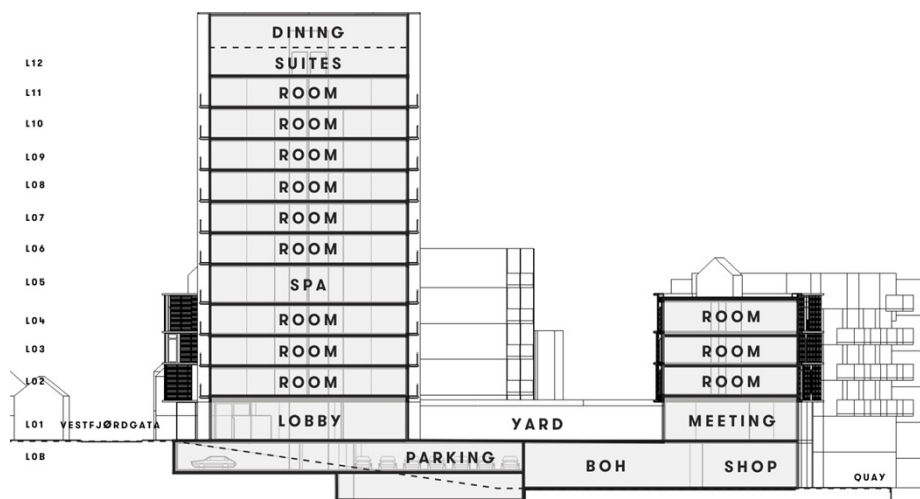 DINING
L12 SUITES
L11 ROOM
L10 ROOM
L09 ROOM
L08 ROOM
L07 ROOM
L06 ROOM
L05 SPA
L04 ROOM ROOM
L03 ROOM ROOM
L02 ROOM ROOM
L01 VESTFJØRDGATA LOBBY YARD MEETING
L0B PARKING BOH SHOP QUAY